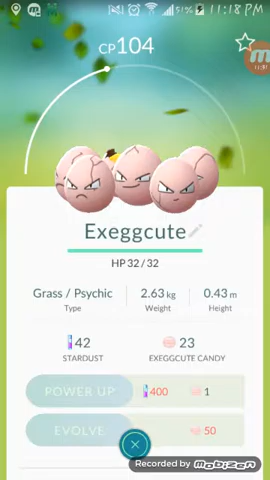 51% 11:18 PM
CP104
Exeggcute
HP 32/32
Grass / Psychic 2.63 kg 0.43 m
Type Weight Height
42 23
STARDUST EXEGGCUTE CANDY
POWER UP 400 1
EVOLVE 50
Recorded by mobizen